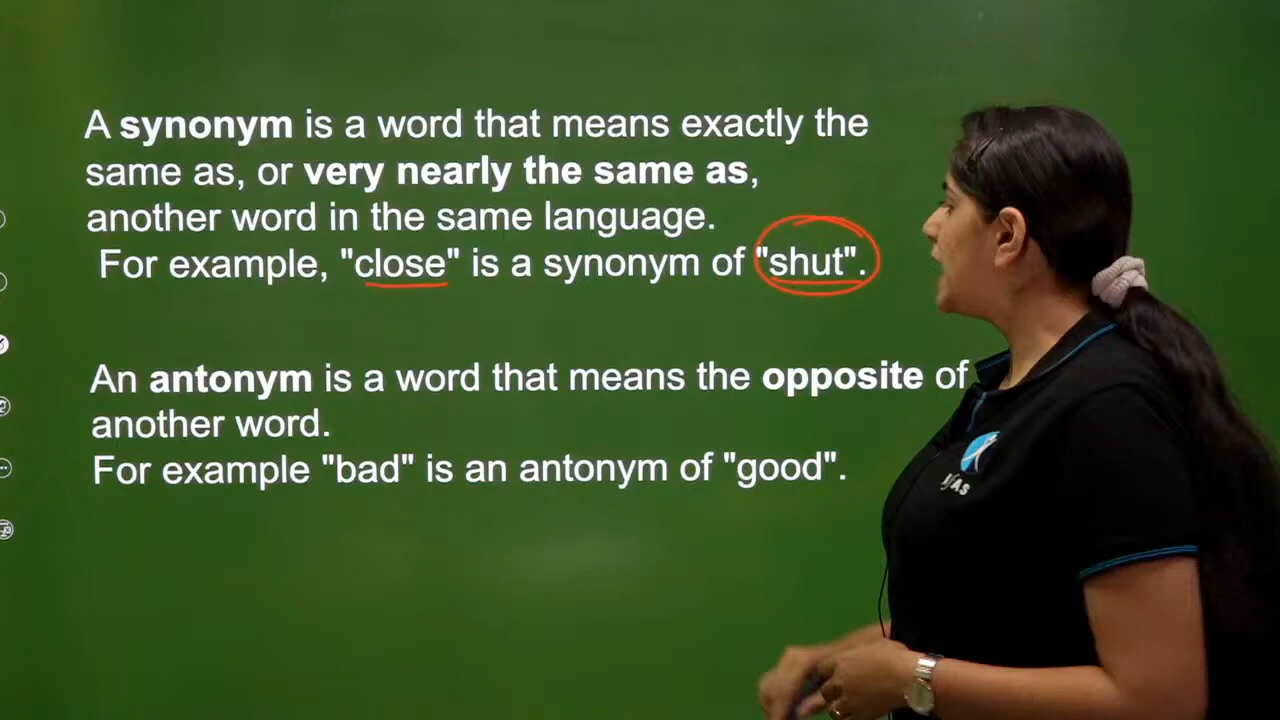 A synonym is a word that means exactly the
same as, or very nearly the same as,
another word in the same language.
For example, "close" is a synonym of "shut".
An antonym is a word that means the opposite of
another word.
For example "bad" is an antonym of "good".